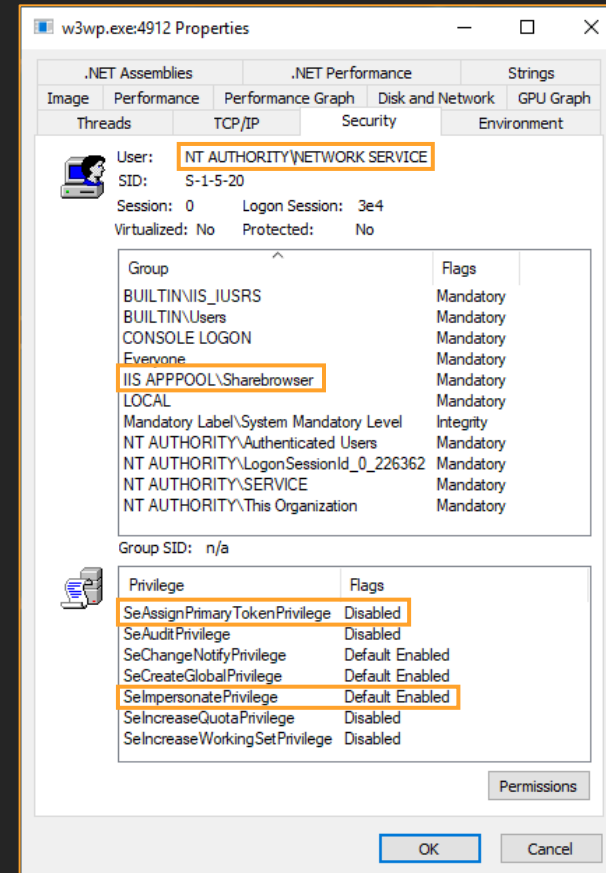 w3wp.exe:4912 Properties
.NET Assemblies .NET Performance Strings
Image Performance Performance Graph Disk and Network GPU Graph
Threads TCP/IP Security Environment
User: NT AUTHORITY\NETWORK SERVICE
SID: S-1-5-20
Session: 0 Logon Session: 3e4
Virtualized: No Protected: No
Group Flags
BUILTIN\IIS_IUSRS Mandatory
BUILTIN\Users Mandatory
CONSOLE LOGON Mandatory
Everyone Mandatory
IIS APPPOOL\Sharebrowser Mandatory
LOCAL Mandatory
Mandatory Label\System Mandatory Level Integrity
NT AUTHORITY\Authenticated Users Mandatory
NT AUTHORITY\LogonSessionId_0_226362 Mandatory
NT AUTHORITY\SERVICE Mandatory
NT AUTHORITY\This Organization Mandatory
Group SID: n/a
Privilege Flags
SeAssignPrimaryTokenPrivilege Disabled
SeAuditPrivilege Disabled
SeChangeNotifyPrivilege Default Enabled
SeCreateGlobalPrivilege Default Enabled
SeImpersonatePrivilege Default Enabled
SeIncreaseQuotaPrivilege Disabled
SeIncreaseWorkingSetPrivilege Disabled
Permissions
OK Cancel